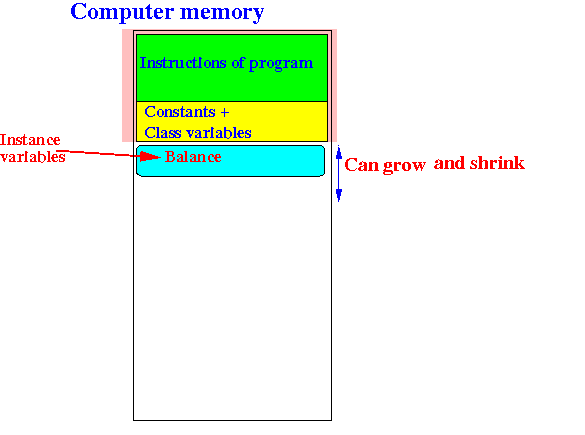 Computer memory
Instructions of program
Constants +
Class variables
Instance
variables
Balance
Can grow and shrink